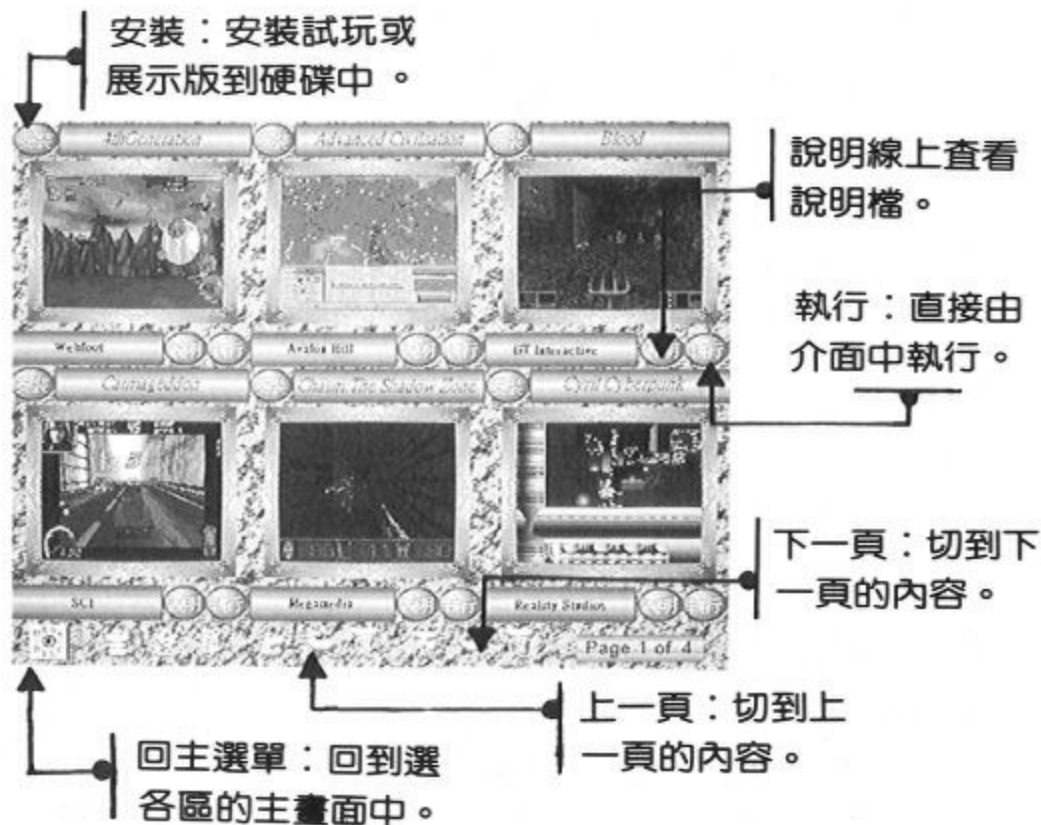 安裝：安裝試玩或
展示版到硬碟中。
4thGeneration
Advanced Civilization
Blood
說明線上查看
說明檔。
Webfoot
Avalon Hill
GT Interactive
執行：直接由
介面中執行。
Carmageddon
Chasm The Shadow Zone
Cyril Cyberpunk
SCI
Megamedia
Reality Studios
下一頁：切到下
一頁的內容。
Page 1 of 4
上一頁：切到上
一頁的內容。
回主選單：回到選
各區的主畫面中。